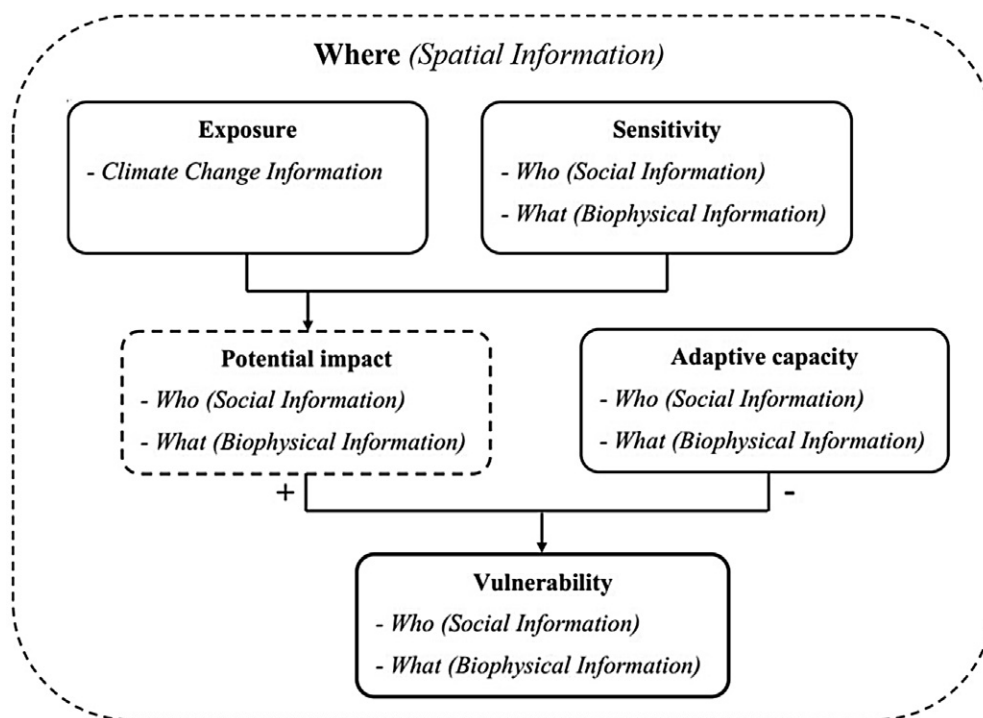 Where (Spatial Information)
Exposure
- Climate Change Information
Sensitivity
- Who (Social Information)
- What (Biophysical Information)
Potential impact
- Who (Social Information)
- What (Biophysical Information)
Adaptive capacity
- Who (Social Information)
- What (Biophysical Information)
+
-
Vulnerability
- Who (Social Information)
- What (Biophysical Information)